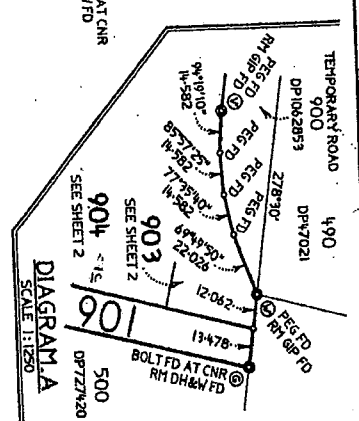 AT CNR
FD
TEMPORARY ROAD
900
DP1062853
490
DP47021
RM GIP FD
PEG FD
PEG FD
PEG FD
PEG FD
94°19'10"
14·582
85°57'25"
14·582
77°35'40"
14·582
69°49'50"
22·026
278°30'
12·062
13·478
L
PEG FD
RM GIP FD
903
SEE SHEET 2
904
SEE SHEET 2
901
BOLT FD AT CNR
RM DH&W FD
G
500
DP727420
DIAGRAM.A
SCALE 1:1250